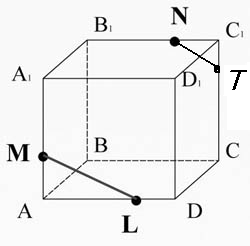 B₁ N C₁
A₁ D₁ T
M B C
A L D